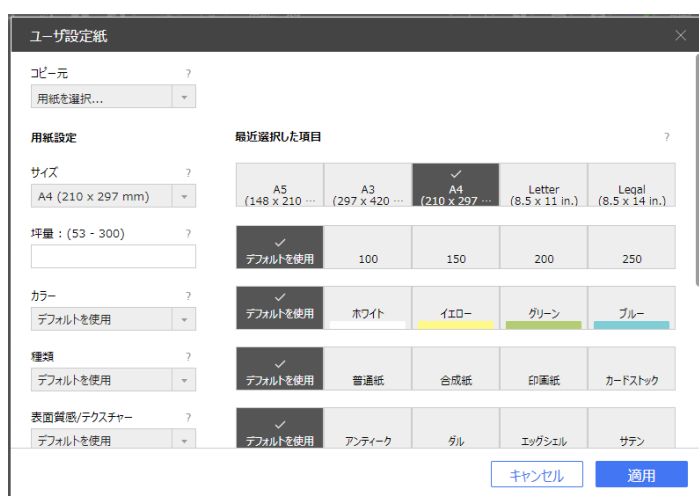 ユーザ設定紙
コピー元 ?
用紙を選択...
用紙設定
最近選択した項目 ?
サイズ ?
A4 (210 x 297 mm)
A5
(148 x 210 ...
A3
(297 x 420 ...
A4
(210 x 297 ...
Letter
(8.5 x 11 in.)
Legal
(8.5 x 14 in.)
坪量：(53 - 300) ?
デフォルトを使用 100 150 200 250
カラー ?
デフォルトを使用
デフォルトを使用 ホワイト イエロー グリーン ブルー
種類 ?
デフォルトを使用
デフォルトを使用 普通紙 合成紙 印画紙 カードストック
表面質感/テクスチャー ?
デフォルトを使用
デフォルトを使用 アンティーク ダル エッグシェル サテン
キャンセル 適用